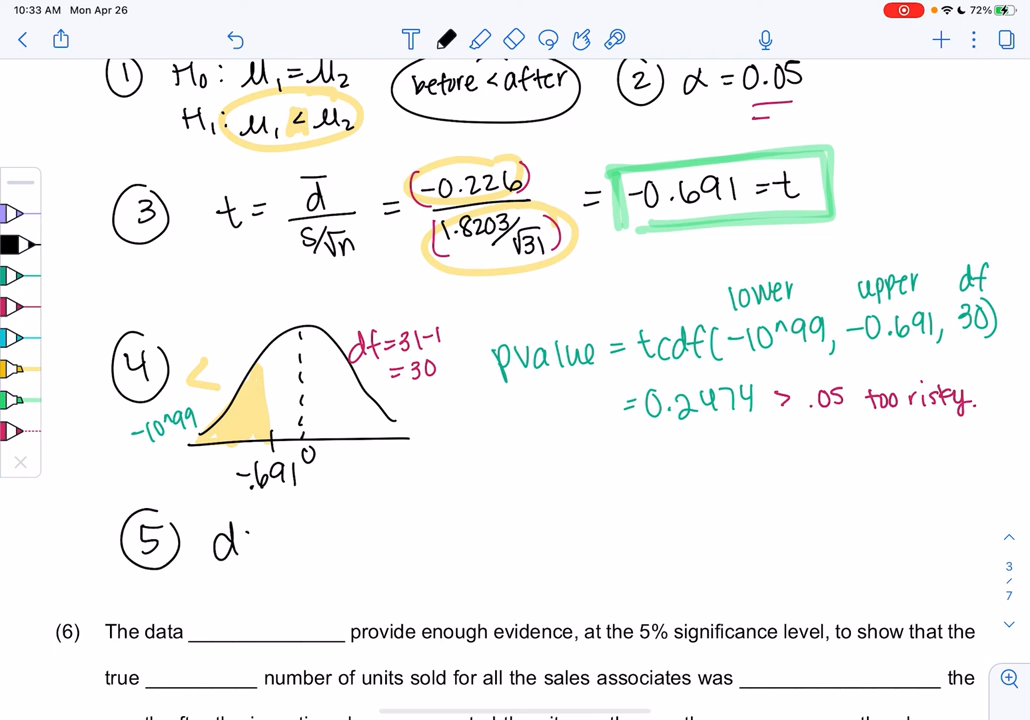 10:33 AM Mon Apr 26
72%
T
① H₀ : μ₁ = μ₂
before < after
② α = 0.05
H₁ : μ₁ < μ₂
③ t = d̄ / (s/√n) = (-0.226) / (1.8203/√31) = -0.691 = t
lower upper df
④ < df = 31-1
= 30
pvalue = tcdf(-10^99, -0.691, 30)
= 0.2474 > .05 too risky.
-10^99
-.691 0
⑤ d
3
/
7
(6) The data ______________ provide enough evidence, at the 5% significance level, to show that the
true __________ number of units sold for all the sales associates was __________________ the